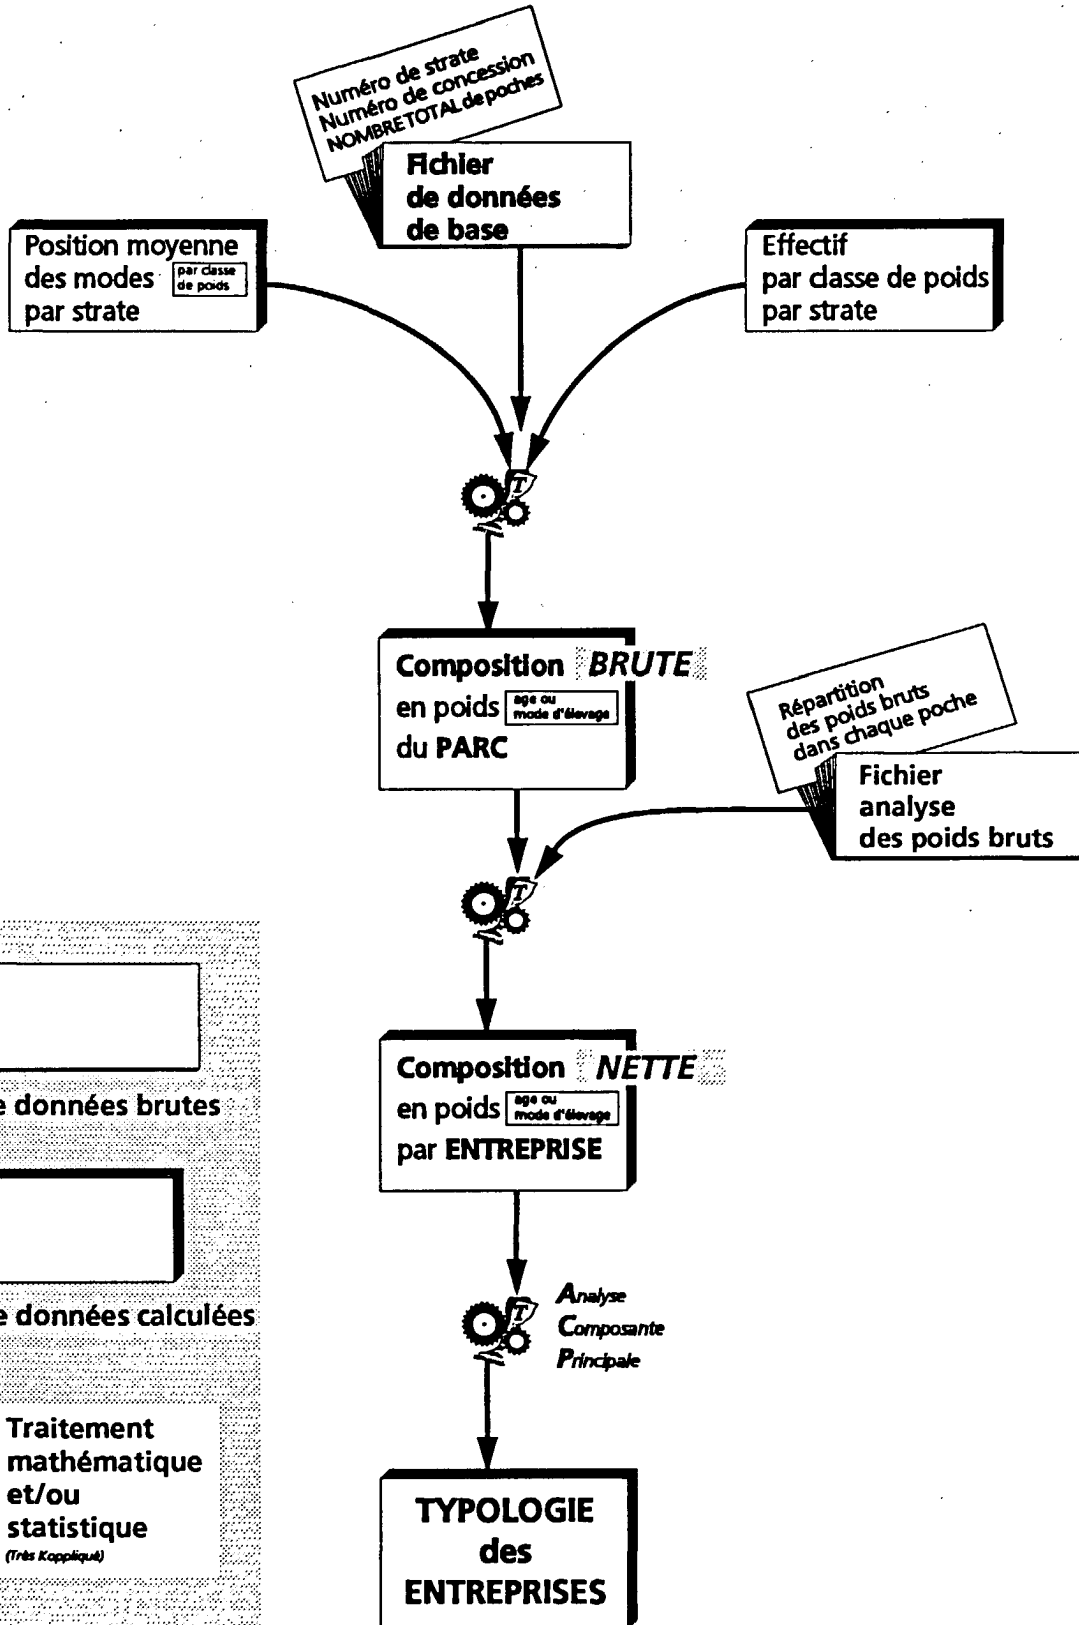 Numéro de strate
Numéro de concession
NOMBRE TOTAL de poches
Fichier
de données
de base
Position moyenne
des modes par classe de poids
par strate
Effectif
par classe de poids
par strate
T
Composition BRUTE
en poids age ou mode d'élevage
du PARC
Répartition
des poids bruts
dans chaque poche
Fichier
analyse
des poids bruts
T
Composition NETTE
en poids age ou mode d'élevage
par ENTREPRISE
e données brutes
e données calculées
T
Analyse
Composante
Principale
Traitement
mathématique
et/ou
statistique
(Très Koppliqué)
TYPOLOGIE
des
ENTREPRISES